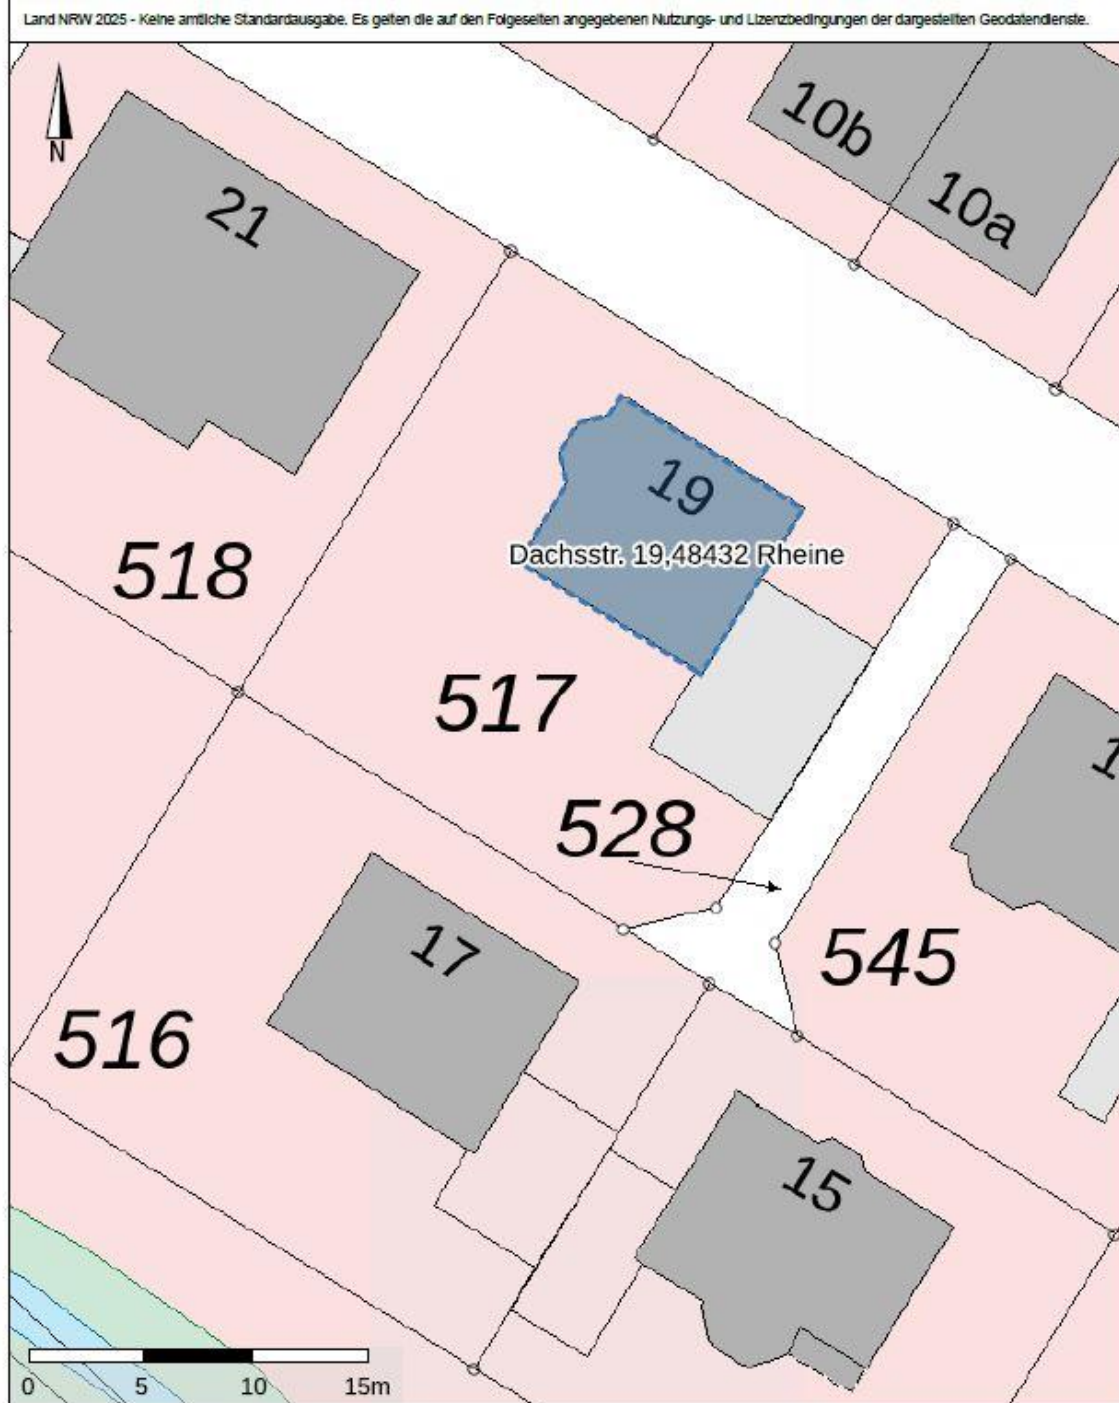 Land NRW 2025 - Keine amtliche Standardausgabe. Es gelten die auf den Folgeseiten angegebenen Nutzungs- und Lizenzbedingungen der dargestellten Geodatendienste.
N
10b
10a
21
19
Dachsstr. 19,48432 Rheine
518
517
1
528
17
545
516
15
0 5 10 15m